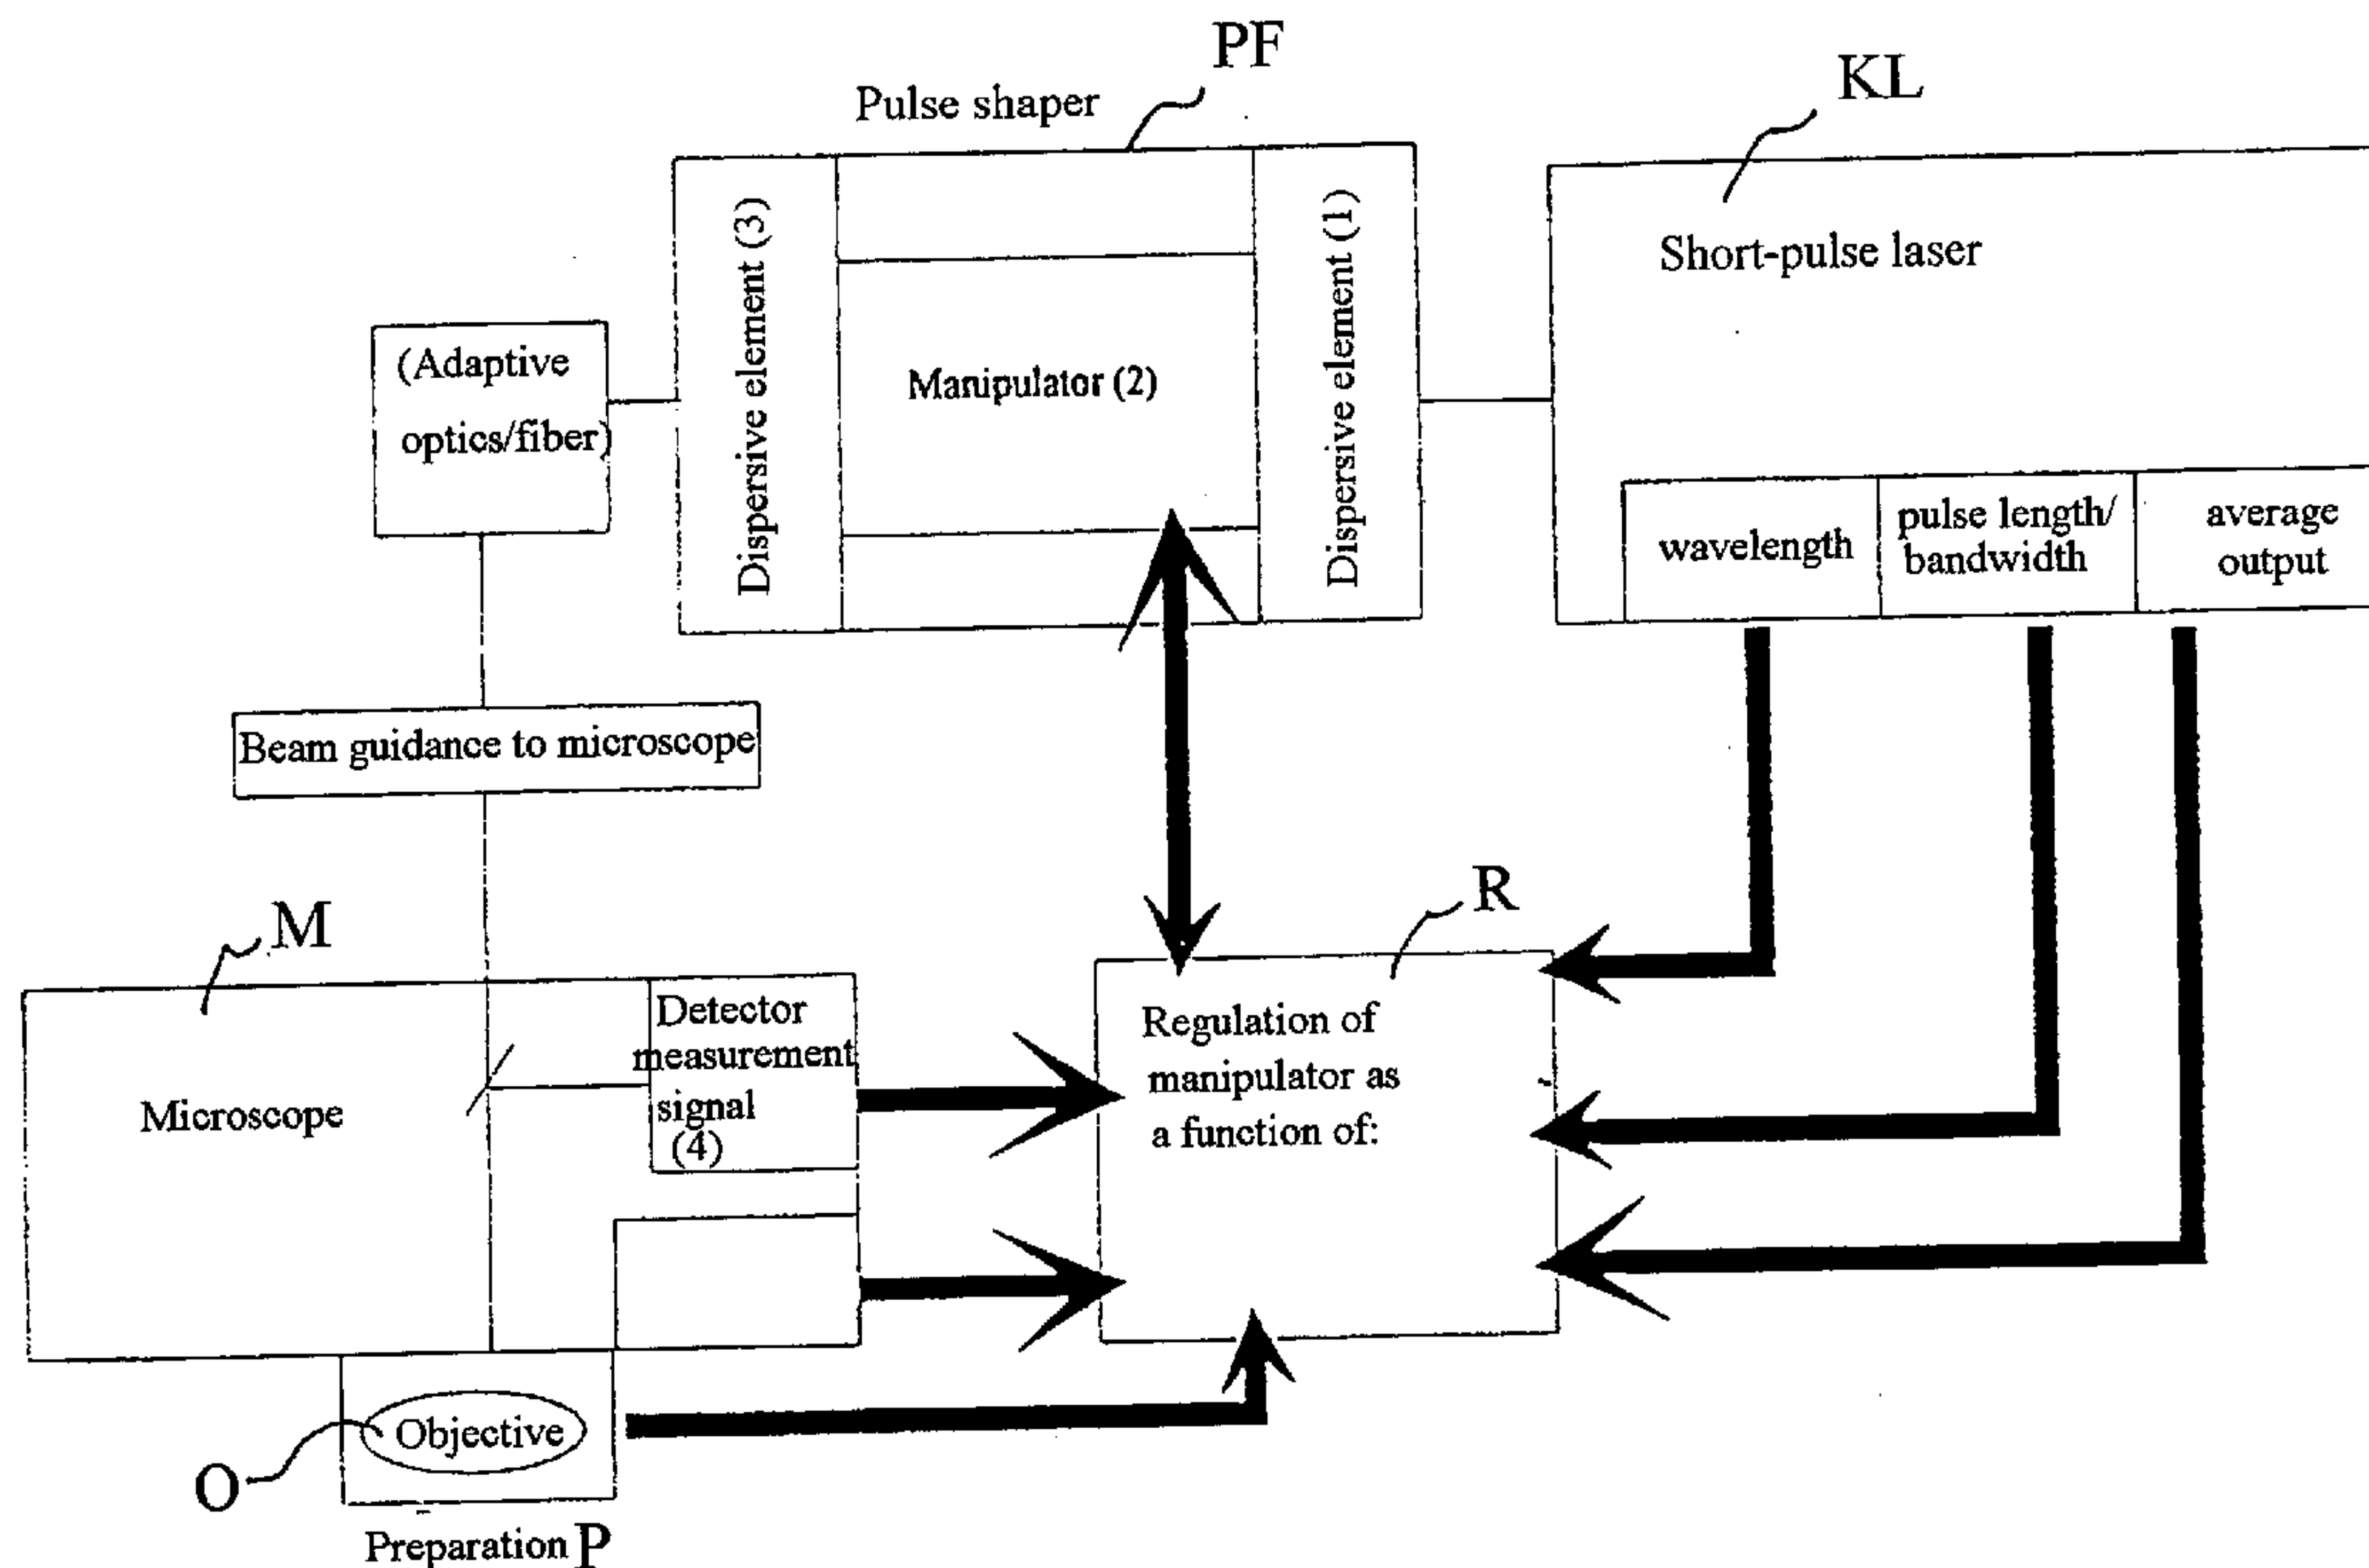 PF
KL
Pulse shaper
Dispersive element (3)
Manipulator (2)
Dispersive element (1)
Short-pulse laser
(Adaptive
optics/fiber)
wavelength
pulse length/
bandwidth
average
output
Beam guidance to microscope
M
R
Microscope
Detector
measurement
signal
(4)
Regulation of
manipulator as
a function of:
Objective
O
Preparation P